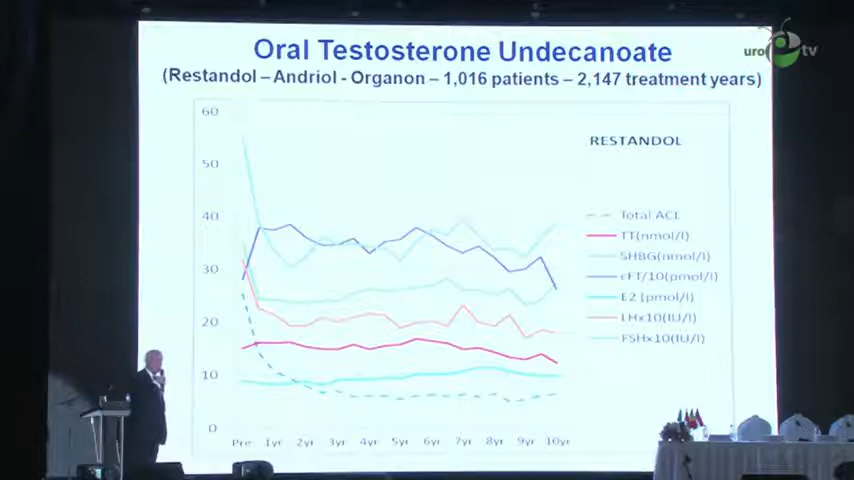 Oral Testosterone Undecanoate
(Restandol – Andriol - Organon – 1,016 patients – 2,147 treatment years)
uro tv
RESTANDOL
60
50
40
30
20
10
0
Total ACL
TT(nmol/l)
SHBG(nmol/l)
cFT/10(pmol/l)
E2 (pmol/l)
LHx10(IU/l)
FSHx10(IU/l)
Pre 1yr 2yr 3yr 4yr 5yr 6yr 7yr 8yr 9yr 10yr